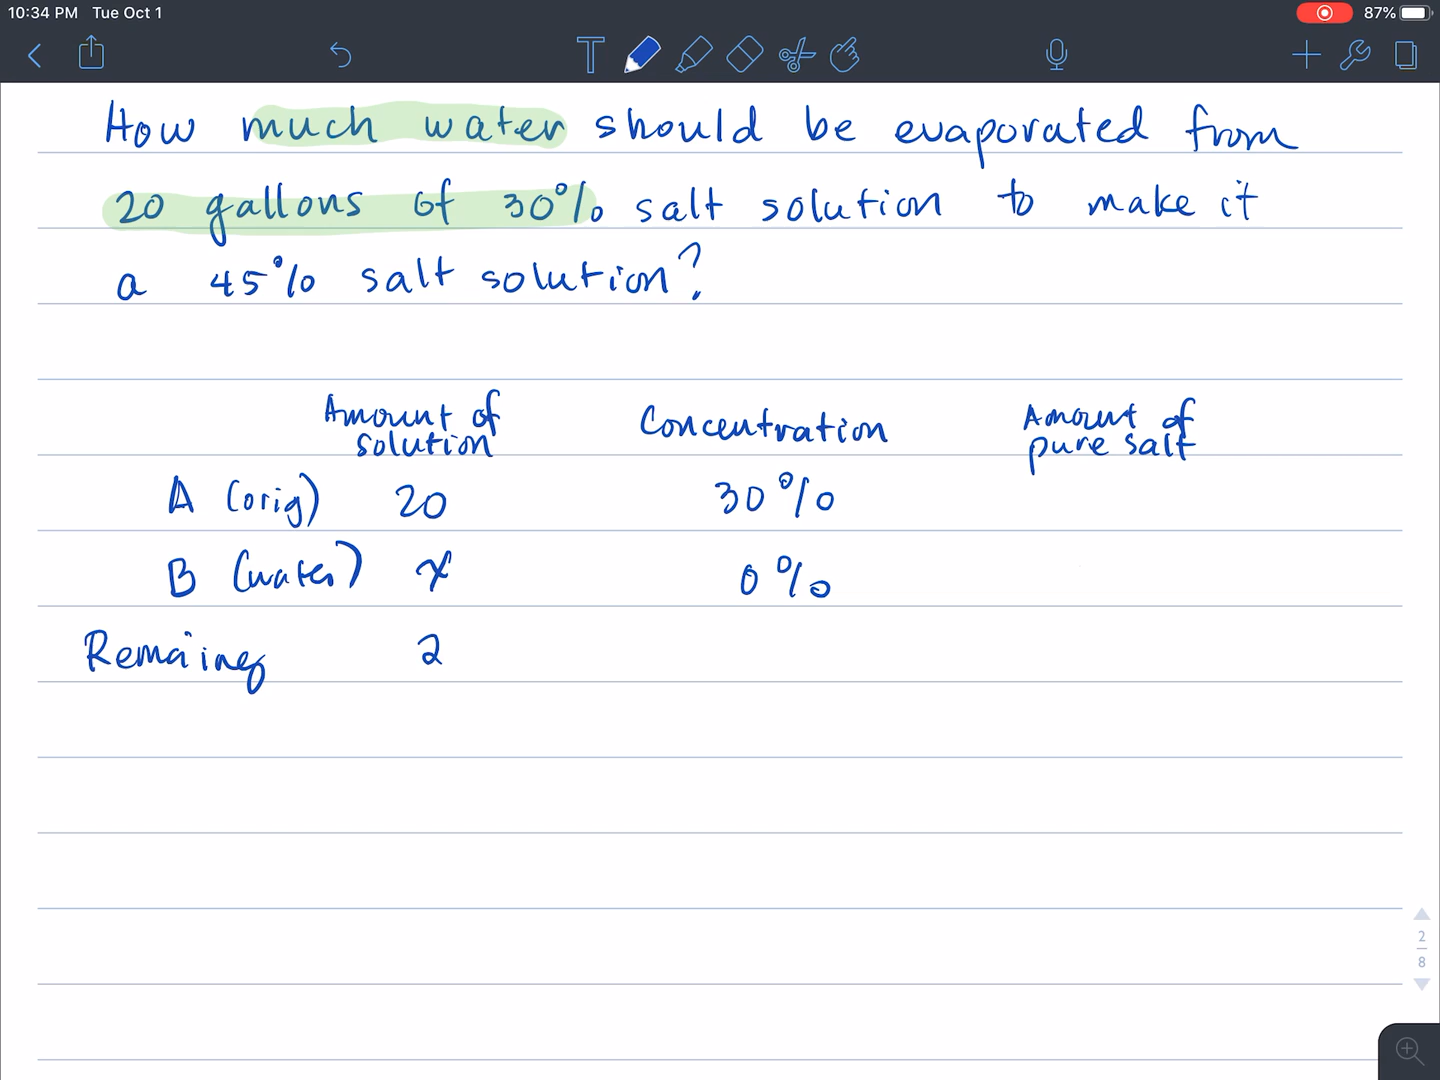 10:34 PM Tue Oct 1
87%
T
How much water should be evaporated from
20 gallons of 30% salt solution to make it
a 45% salt solution?
Amount of solution Concentration Amount of pure salt
A (orig) 20 30%
B (water) x 0%
Remaining 2
2
8